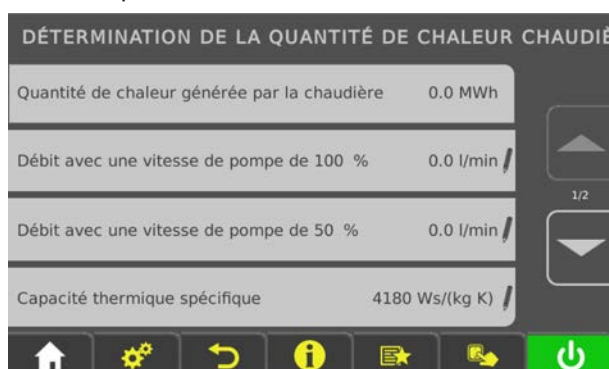 DÉTERMINATION DE LA QUANTITÉ DE CHALEUR CHAUDIÈ
Quantité de chaleur générée par la chaudière 0.0 MWh
Débit avec une vitesse de pompe de 100 % 0.0 l/min
1/2
Débit avec une vitesse de pompe de 50 % 0.0 l/min
Capacité thermique spécifique 4180 Ws/(kg K)